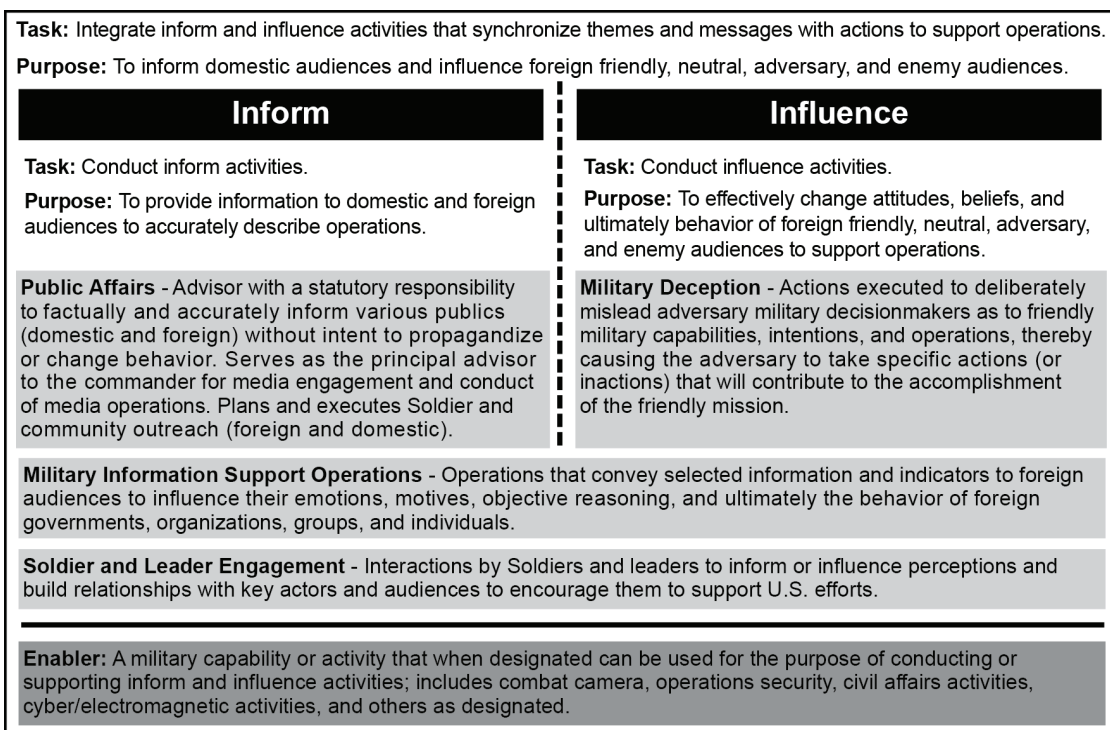 Task: Integrate inform and influence activities that synchronize themes and messages with actions to support operations.
Purpose: To inform domestic audiences and influence foreign friendly, neutral, adversary, and enemy audiences.
Inform
Task: Conduct inform activities.
Purpose: To provide information to domestic and foreign
audiences to accurately describe operations.
Public Affairs - Advisor with a statutory responsibility
to factually and accurately inform various publics
(domestic and foreign) without intent to propagandize
or change behavior. Serves as the principal advisor
to the commander for media engagement and conduct
of media operations. Plans and executes Soldier and
community outreach (foreign and domestic).
Influence
Task: Conduct influence activities.
Purpose: To effectively change attitudes, beliefs, and
ultimately behavior of foreign friendly, neutral, adversary,
and enemy audiences to support operations.
Military Deception - Actions executed to deliberately
mislead adversary military decisionmakers as to friendly
military capabilities, intentions, and operations, thereby
causing the adversary to take specific actions (or
inactions) that will contribute to the accomplishment
of the friendly mission.
Military Information Support Operations - Operations that convey selected information and indicators to foreign
audiences to influence their emotions, motives, objective reasoning, and ultimately the behavior of foreign
governments, organizations, groups, and individuals.
Soldier and Leader Engagement - Interactions by Soldiers and leaders to inform or influence perceptions and
build relationships with key actors and audiences to encourage them to support U.S. efforts.
Enabler: A military capability or activity that when designated can be used for the purpose of conducting or
supporting inform and influence activities; includes combat camera, operations security, civil affairs activities,
cyber/electromagnetic activities, and others as designated.